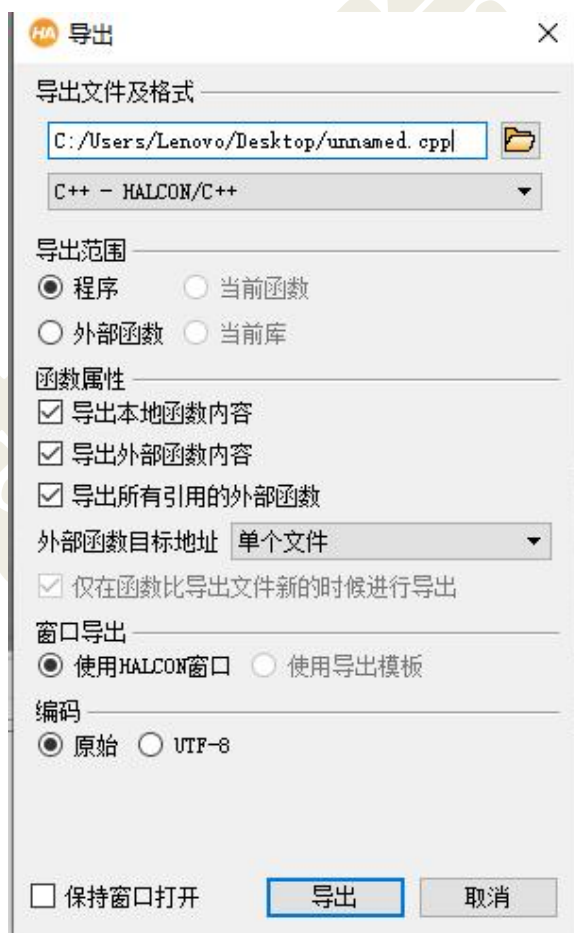 HA 导出
导出文件及格式
C:/Users/Lenovo/Desktop/unnamed.cpp
C++ - HALCON/C++
导出范围
程序 当前函数
外部函数 当前库
函数属性
导出本地函数内容
导出外部函数内容
导出所有引用的外部函数
外部函数目标地址 单个文件
仅在函数比导出文件新的时候进行导出
窗口导出
使用HALCON窗口 使用导出模板
编码
原始 UTF-8
保持窗口打开 导出 取消